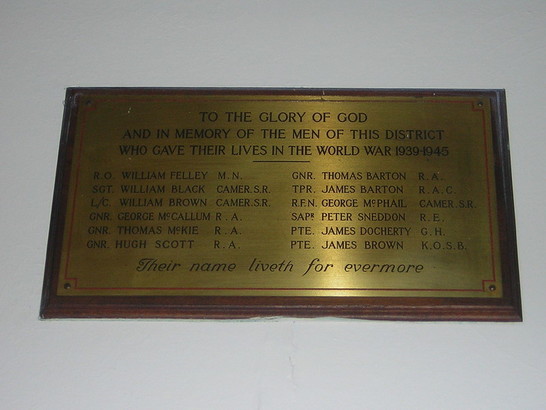 TO THE GLORY OF GOD
AND IN MEMORY OF THE MEN OF THIS DISTRICT
WHO GAVE THEIR LIVES IN THE WORLD WAR 1939-1945
R.O. WILLIAM FELLEY M.N.
SGT. WILLIAM BLACK CAMER.S.R.
L/C. WILLIAM BROWN CAMER.S.R.
GNR. GEORGE McCALLUM R.A.
GNR. THOMAS McKIE R.A.
GNR. HUGH SCOTT R.A.
GNR. THOMAS BARTON R.A.
TPR. JAMES BARTON R.A.C.
R.F.N. GEORGE McPHAIL CAMER.S.R.
SAPR PETER SNEDDON R.E.
PTE. JAMES DOCHERTY G.H.
PTE. JAMES BROWN K.O.S.B.
Their name liveth for evermore